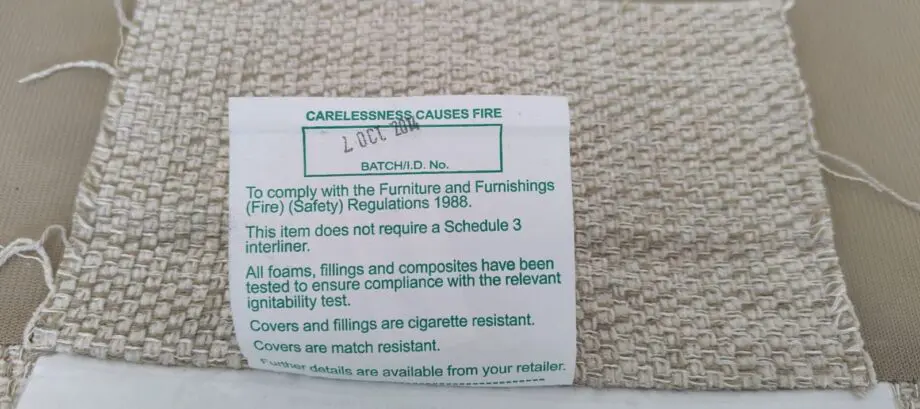 CARELESSNESS CAUSES FIRE
OCT 2014
BATCH/I.D. No.
To comply with the Furniture and Furnishings
(Fire) (Safety) Regulations 1988.
This item does not require a Schedule 3
interliner.
All foams, fillings and composites have been
tested to ensure compliance with the relevant
ignitability test.
Covers and fillings are cigarette resistant.
Covers are match resistant.
Further details are available from your retailer.